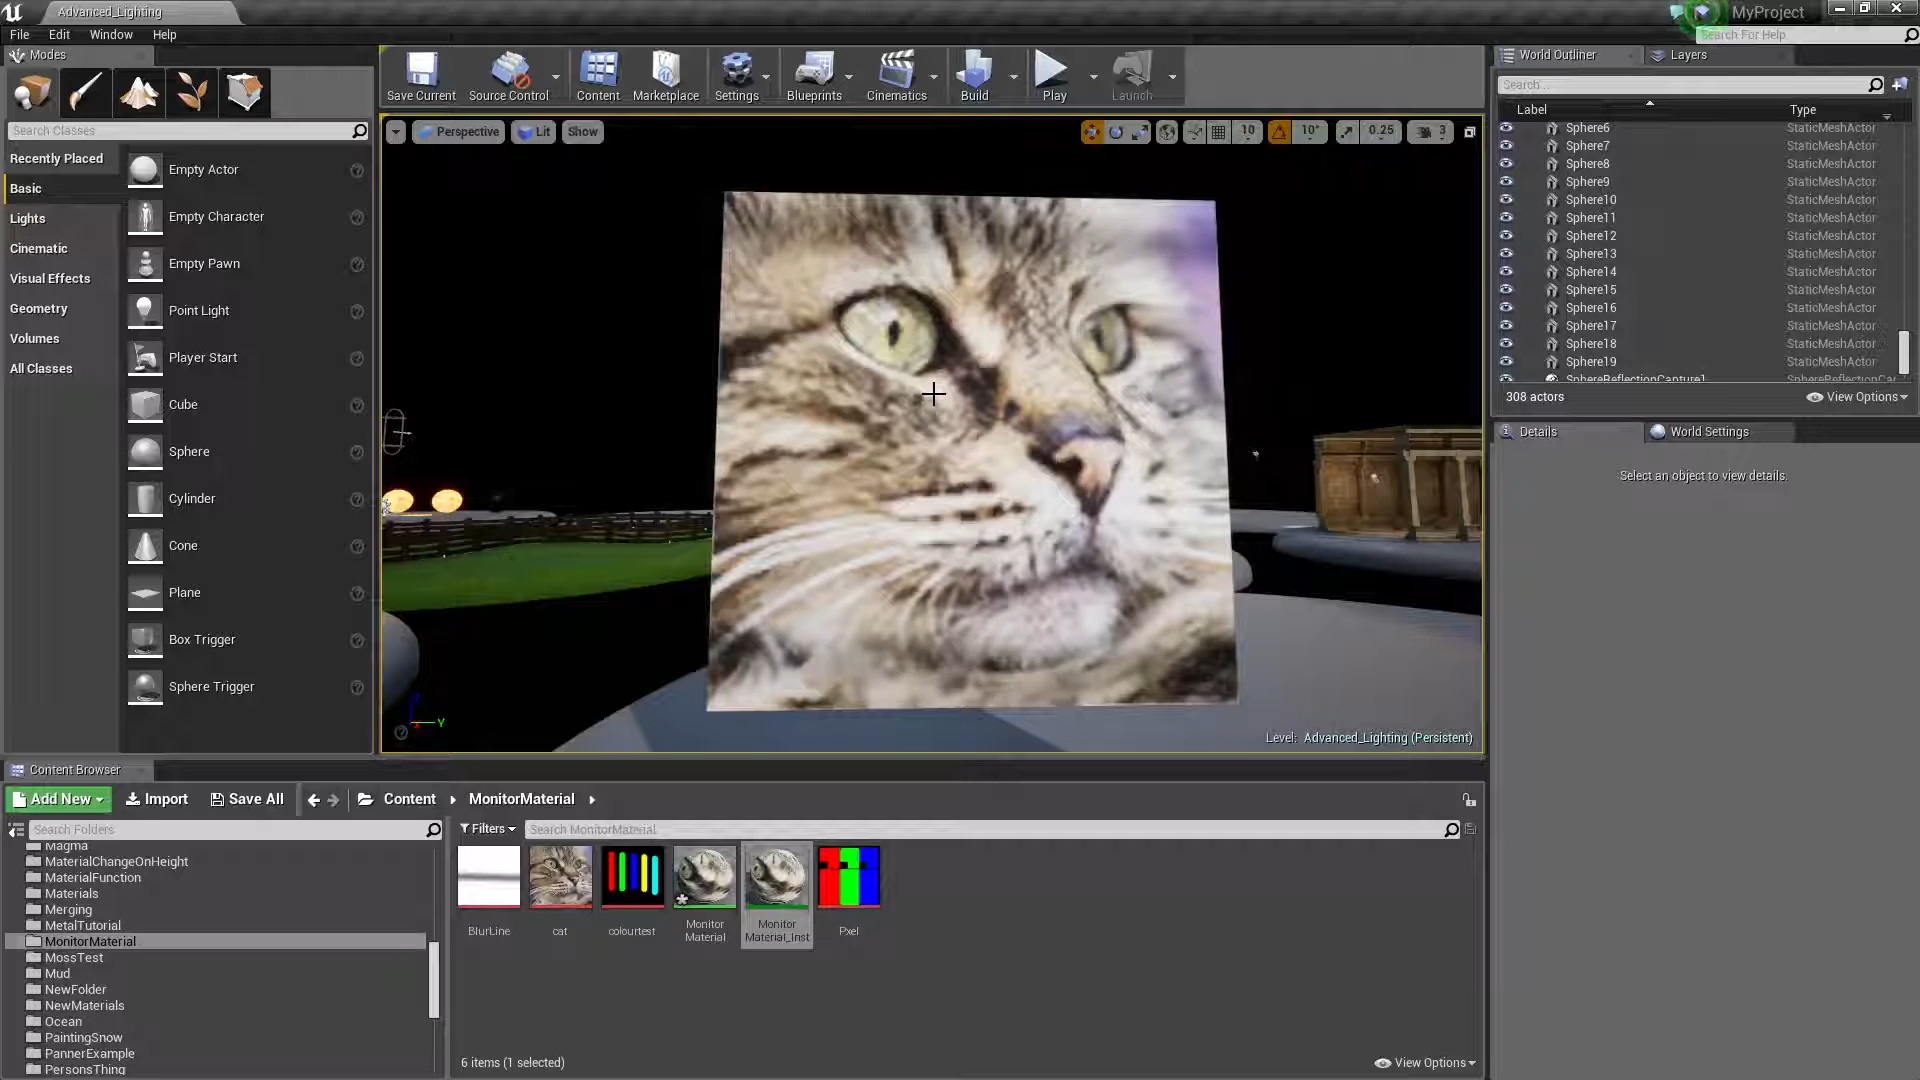 Advanced_Lighting
MyProject
File Edit Window Help
Search For Help
Modes
Save Current
Source Control
Content
Marketplace
Settings
Blueprints
Cinematics
Build
Play
Launch
World Outliner
Layers
Search...
Label
Type
Search Classes
Perspective
Lit
Show
10
10°
0.25
3
Recently Placed
Basic
Lights
Cinematic
Visual Effects
Geometry
Volumes
All Classes
Empty Actor
Empty Character
Empty Pawn
Point Light
Player Start
Cube
Sphere
Cylinder
Cone
Plane
Box Trigger
Sphere Trigger
Y
Level: Advanced_Lighting (Persistent)
Sphere6 StaticMeshActor
Sphere7 StaticMeshActor
Sphere8 StaticMeshActor
Sphere9 StaticMeshActor
Sphere10 StaticMeshActor
Sphere11 StaticMeshActor
Sphere12 StaticMeshActor
Sphere13 StaticMeshActor
Sphere14 StaticMeshActor
Sphere15 StaticMeshActor
Sphere16 StaticMeshActor
Sphere17 StaticMeshActor
Sphere18 StaticMeshActor
Sphere19 StaticMeshActor
SphereReflectionCapture1 SphereReflectionCa
308 actors
View Options
Details
World Settings
Select an object to view details.
Content Browser
Add New
Import
Save All
Content
MonitorMaterial
Search Folders
Filters
Search MonitorMaterial
Magma
MaterialChangeOnHeight
MaterialFunction
Materials
Merging
MetalTutorial
MonitorMaterial
MossTest
Mud
NewFolder
NewMaterials
Ocean
PaintingSnow
PannerExample
PersonsThing
BlurLine
cat
colourtest
Monitor
Material
Monitor
Material_Inst
Pxel
6 items (1 selected)
View Options